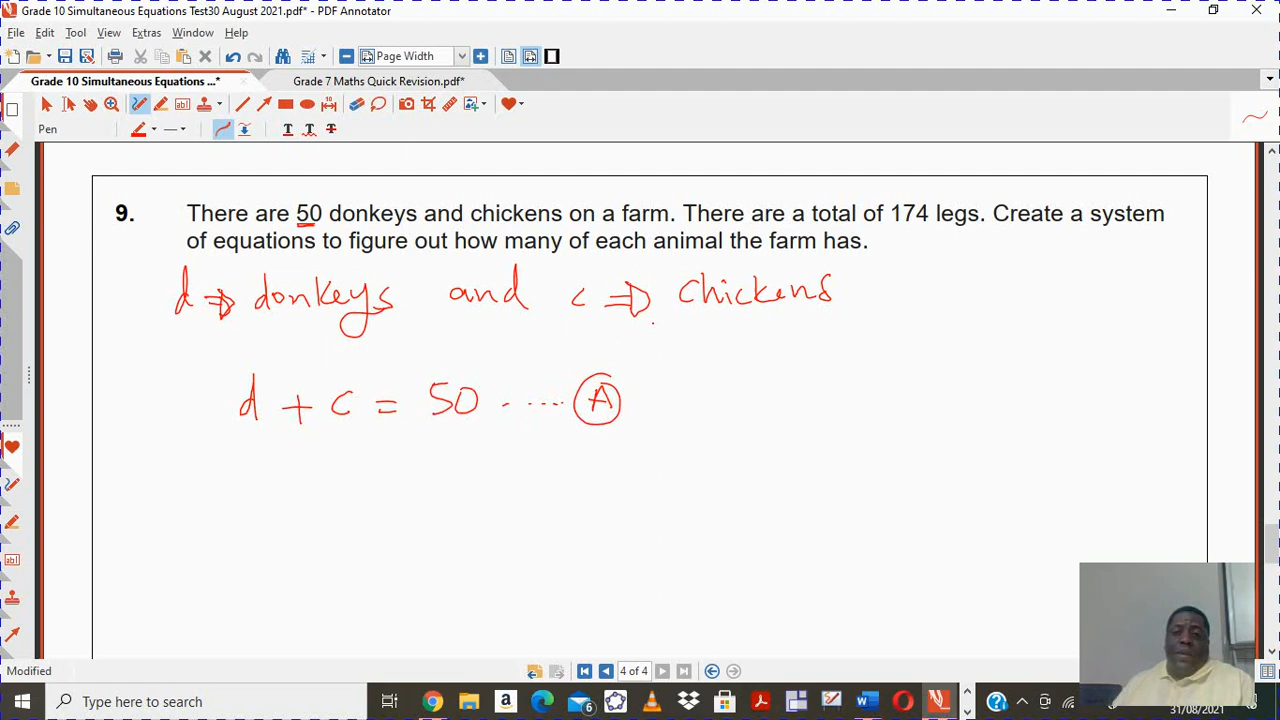 Grade 10 Simultaneous Equations Test30 August 2021.pdf* - PDF Annotator
File Edit Tool View Extras Window Help
Page Width
Grade 10 Simultaneous Equations ...* Grade 7 Maths Quick Revision.pdf*
Pen
9. There are 50 donkeys and chickens on a farm. There are a total of 174 legs. Create a system
of equations to figure out how many of each animal the farm has.
d ⇒ donkeys and c ⇒ chickens
d + c = 50 ...... A
Modified
4 of 4
Type here to search
6
31/08/2021